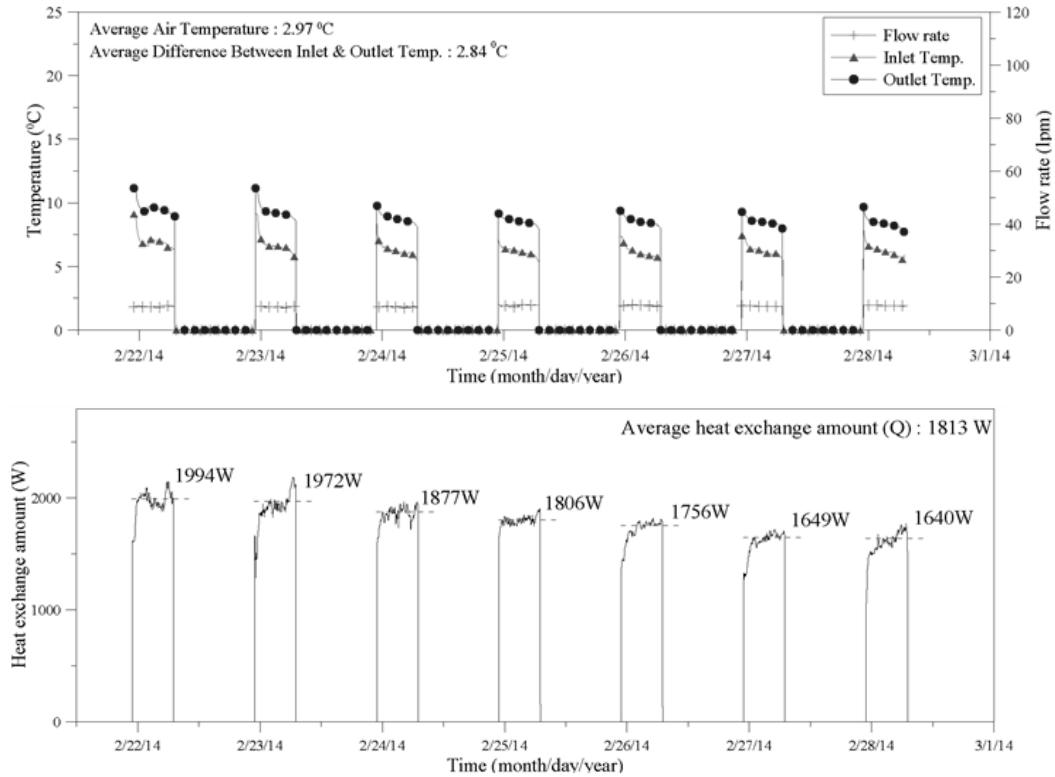 25
20
15
10
5
0
Temperature (⁰C)
Average Air Temperature : 2.97 ⁰C
Average Difference Between Inlet & Outlet Temp. : 2.84 ⁰C
Flow rate
Inlet Temp.
Outlet Temp.
120
100
80
60
40
20
0
Flow rate (lpm)
2/22/14 2/23/14 2/24/14 2/25/14 2/26/14 2/27/14 2/28/14 3/1/14
Time (month/day/year)
Average heat exchange amount (Q) : 1813 W
Heat exchange amount (W)
2000
1000
0
1994W 1972W 1877W 1806W 1756W 1649W 1640W
2/22/14 2/23/14 2/24/14 2/25/14 2/26/14 2/27/14 2/28/14 3/1/14
Time (month/day/year)